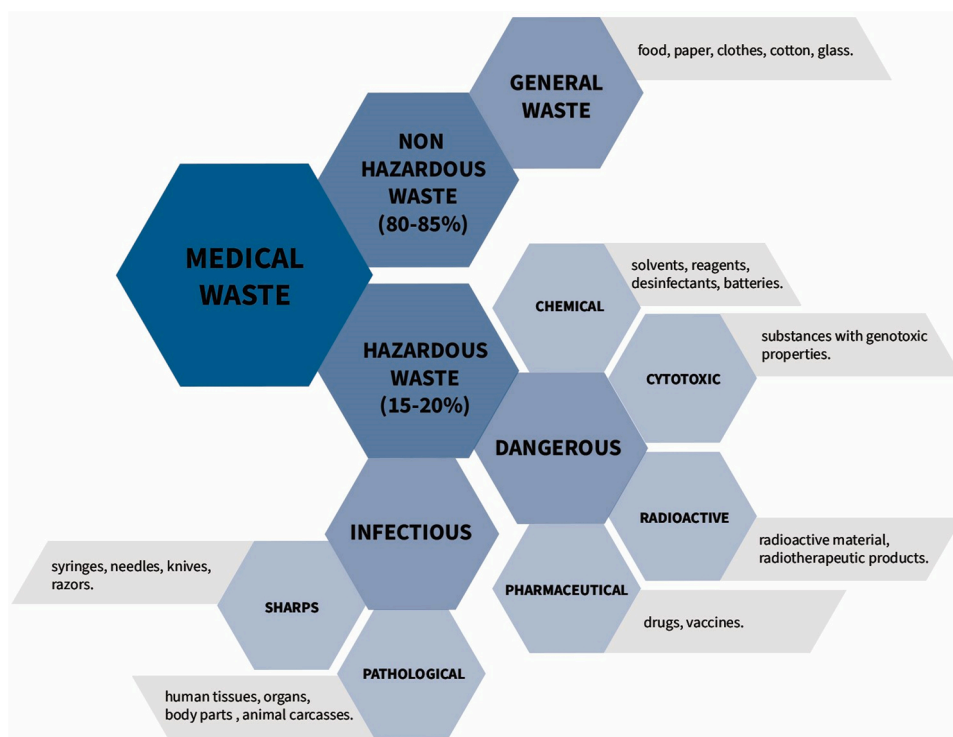 food, paper, clothes, cotton, glass.
GENERAL
WASTE
NON
HAZARDOUS
WASTE
(80-85%)
MEDICAL
WASTE
solvents, reagents,
desinfectants, batteries.
CHEMICAL
substances with genotoxic
properties.
HAZARDOUS
WASTE
(15-20%)
CYTOTOXIC
DANGEROUS
RADIOACTIVE
radioactive material,
radiotherapeutic products.
INFECTIOUS
syringes, needles, knives,
razors.
SHARPS
PHARMACEUTICAL
drugs, vaccines.
PATHOLOGICAL
human tissues, organs,
body parts , animal carcasses.